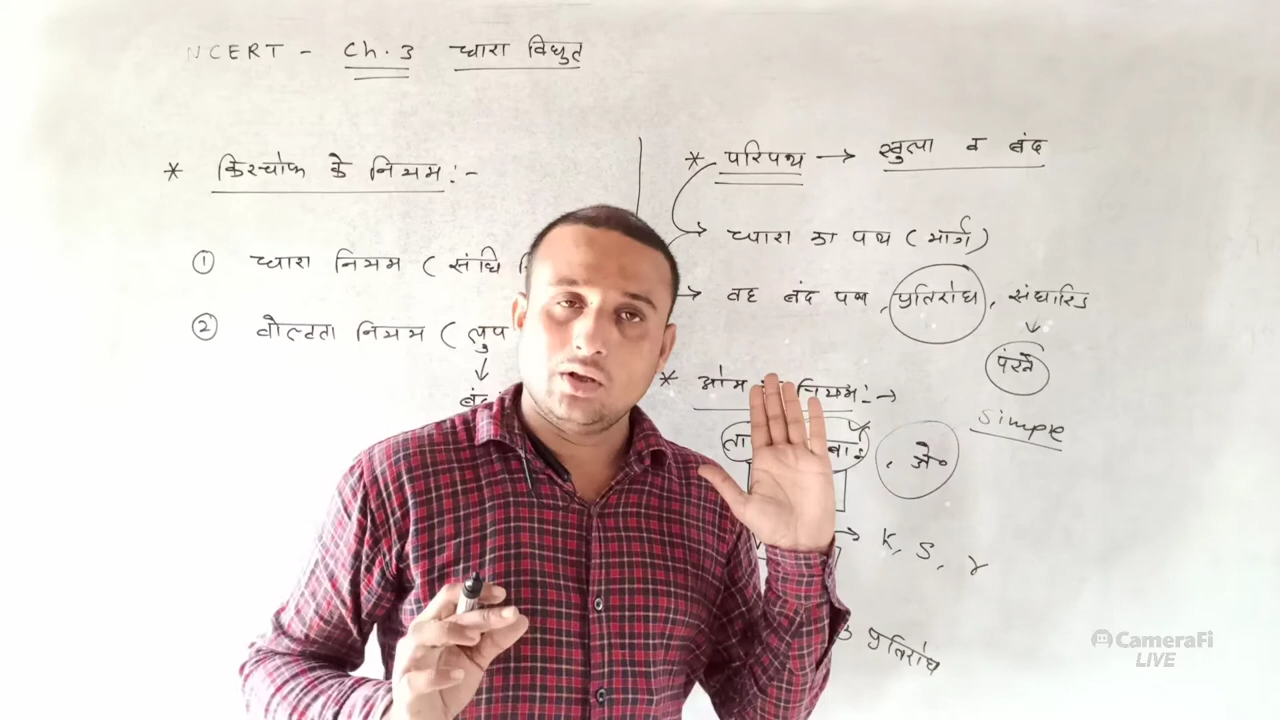 NCERT - Ch. 3 धारा विद्युत
* किरचोफ के नियम :-
① धारा नियम ( संधि
② वोल्टता नियम ( लुप
* परिपथ → खुला व बंद
→ धारा का पथ ( मार्ग )
→ वह बंद पथ, प्रतिरोध, संधारित्र
* ओम नियम :- →
Simple
→ K, S, r
प्रतिरोध
CameraFi
LIVE